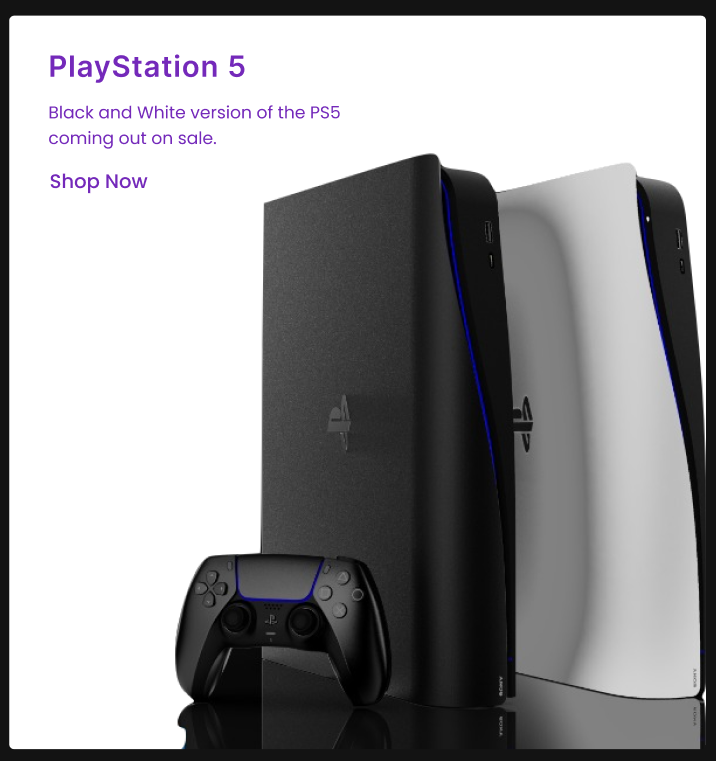 PlayStation 5
Black and White version of the PS5
coming out on sale.
Shop Now
SONY
SONY